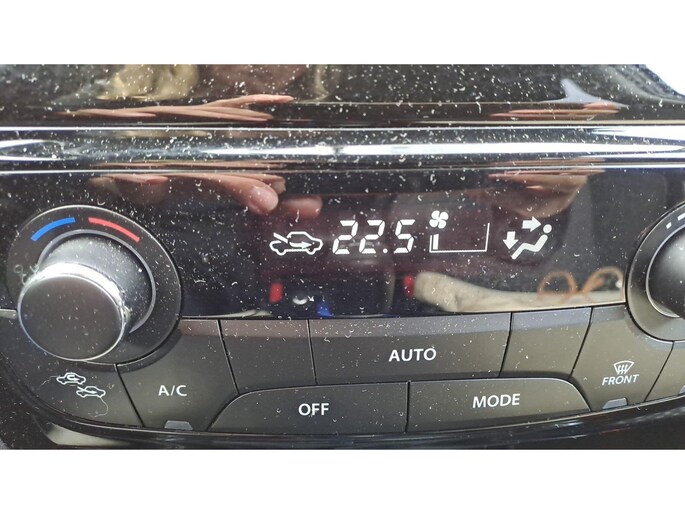 22.5
AUTO
A/C
FRONT
OFF
MODE